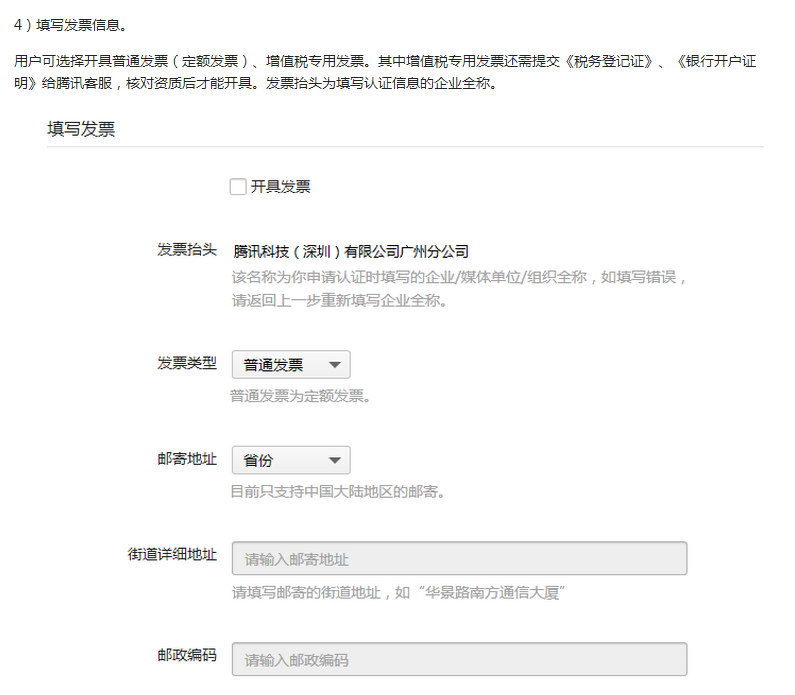 4）填写发票信息。
用户可选择开具普通发票（定额发票）、增值税专用发票。其中增值税专用发票还需提交《税务登记证》、《银行开户证
明》给腾讯客服，核对资质后才能开具。发票抬头为填写认证信息的企业全称。
填写发票
开具发票
发票抬头 腾讯科技（深圳）有限公司广州分公司
该名称为你申请认证时填写的企业/媒体单位/组织全称，如填写错误，
请返回上一步重新填写企业全称。
发票类型 普通发票
普通发票为定额发票。
邮寄地址 省份
目前只支持中国大陆地区的邮寄。
街道详细地址 请输入邮寄地址
请填写邮寄的街道地址，如“华景路南方通信大厦”
邮政编码 请输入邮政编码